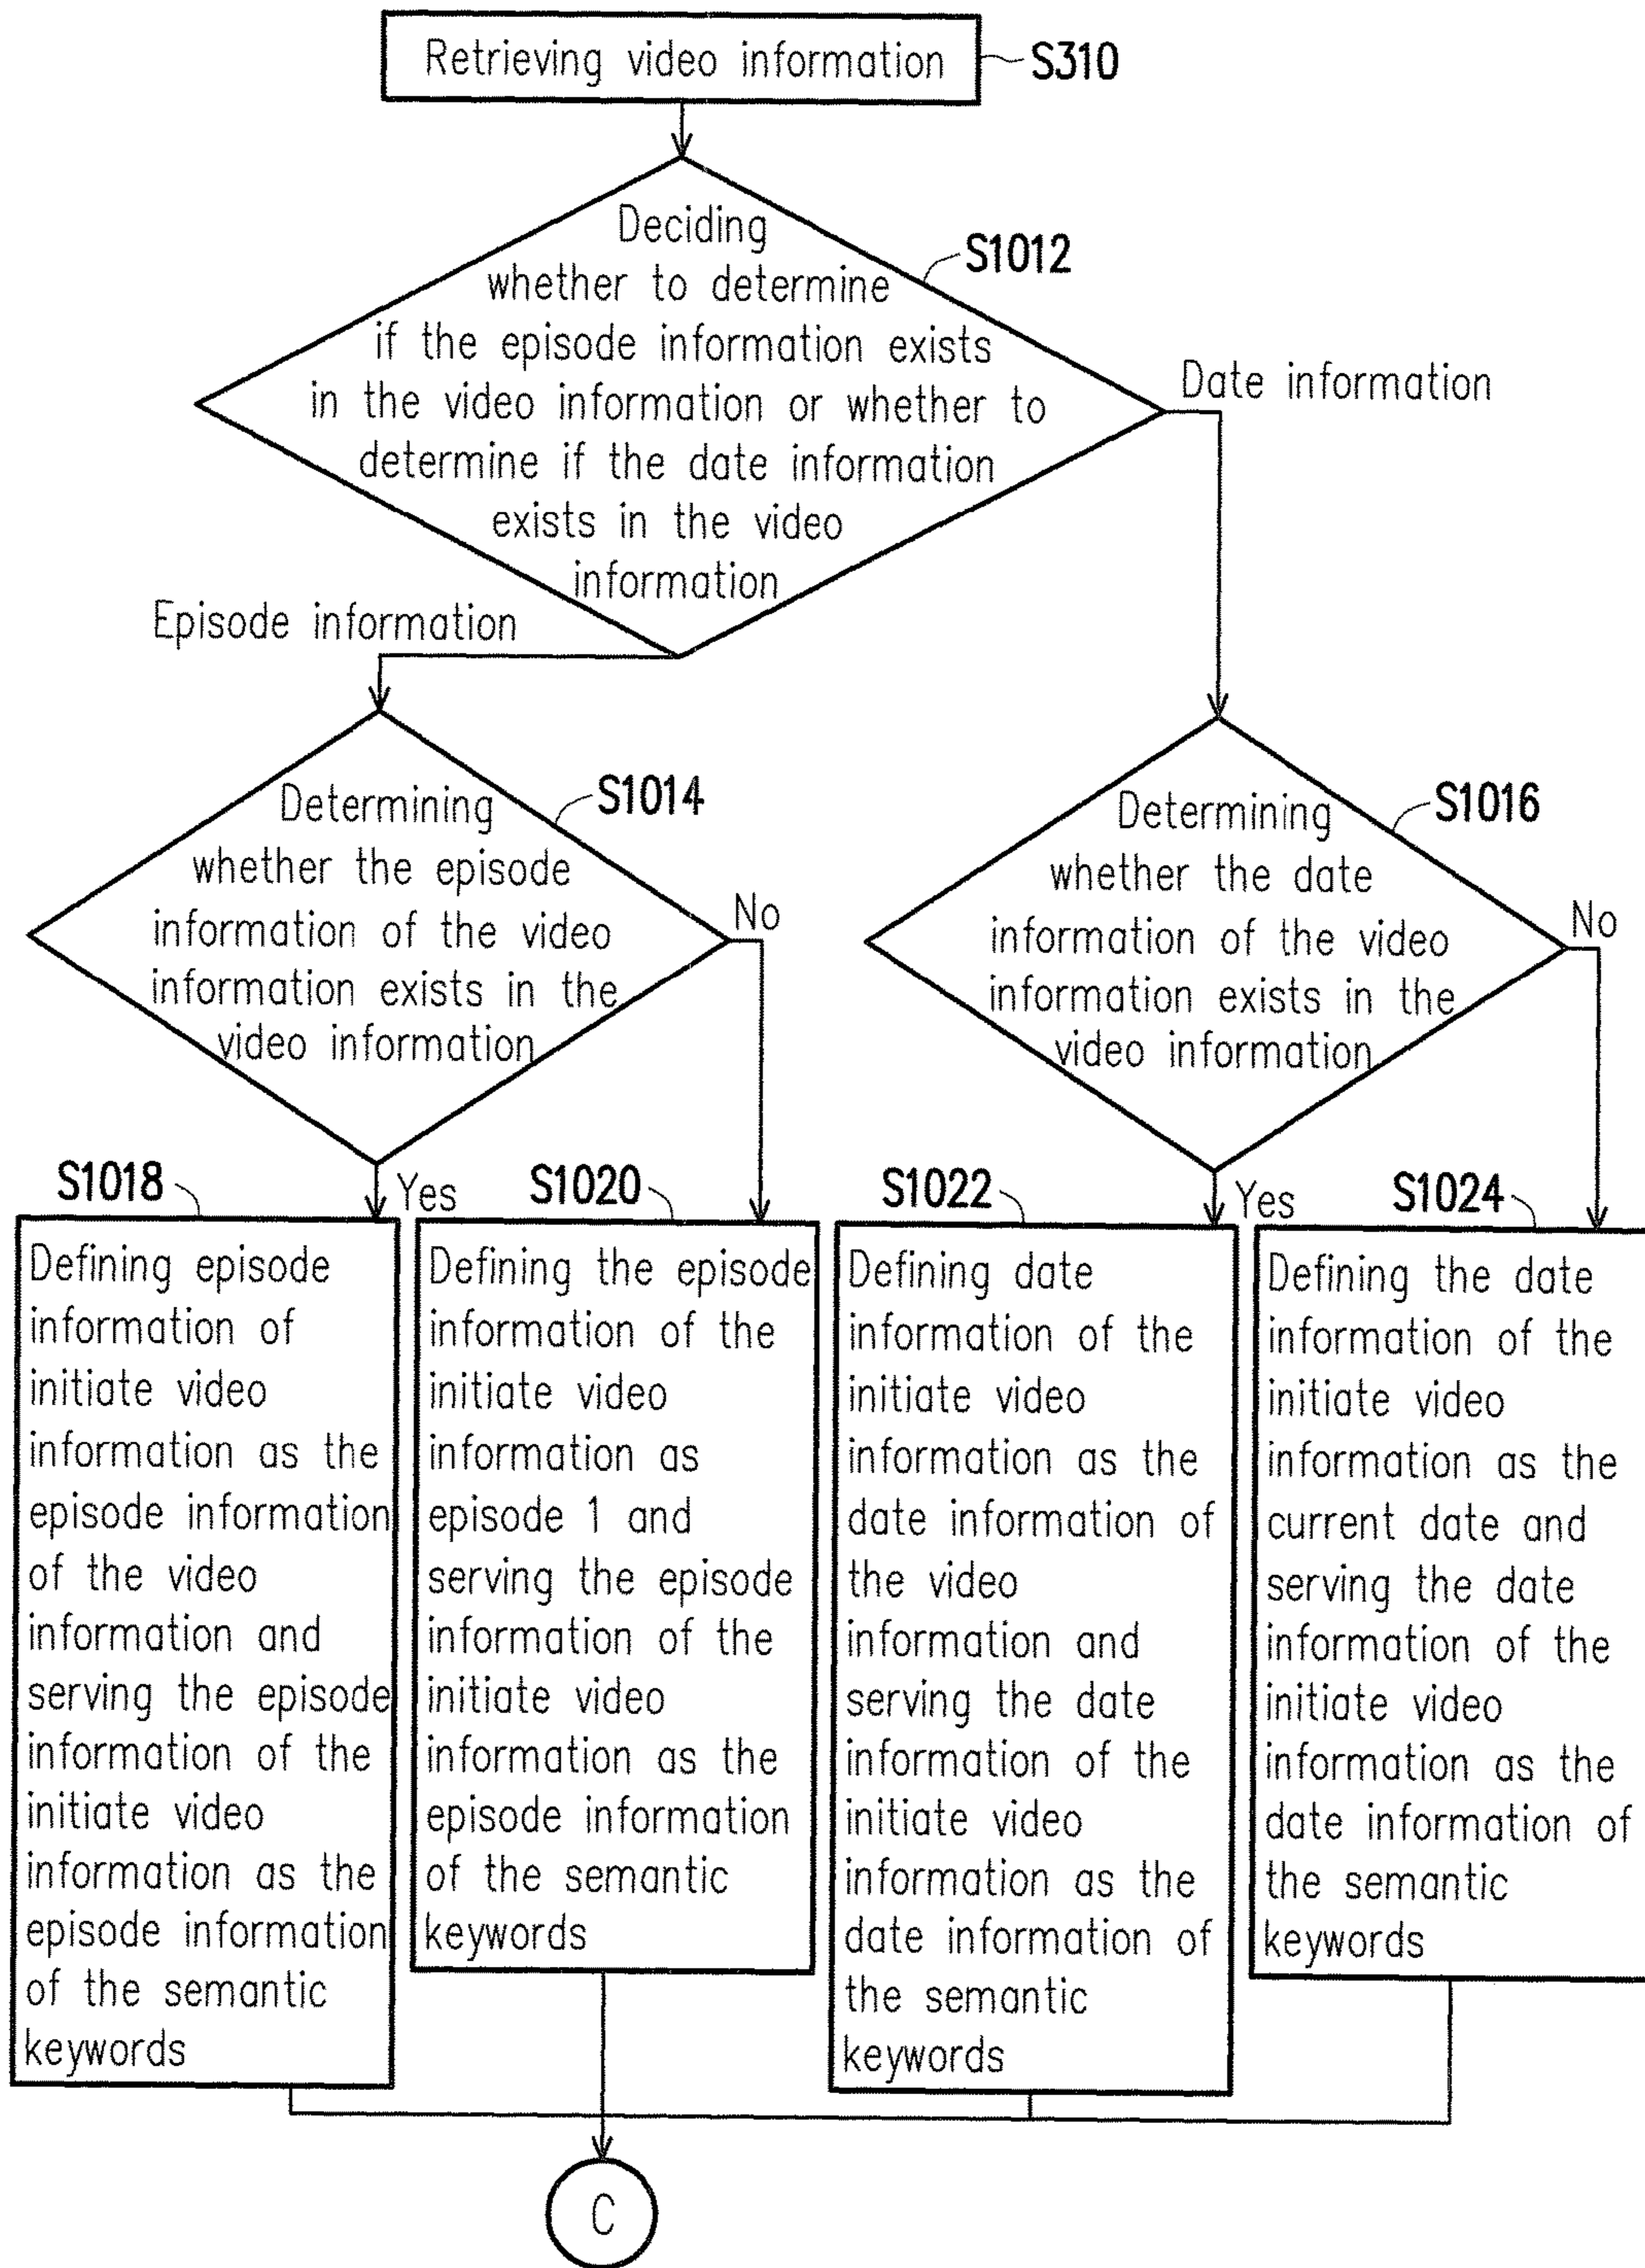 Retrieving video information
S310
Deciding
whether to determine
if the episode information exists
in the video information or whether to
determine if the date information
exists in the video
information
S1012
Date information
Episode information
Determining
whether the episode
information of the video
information exists in the
video information
S1014
No
Yes
Determining
whether the date
information of the video
information exists in the
video information
S1016
No
Yes
S1018
Defining episode
information of
initiate video
information as the
episode information
of the video
information and
serving the episode
information of the
initiate video
information as the
episode information
of the semantic
keywords
S1020
Defining the episode
information of the
initiate video
information as
episode 1 and
serving the episode
information of the
initiate video
information as the
episode information
of the semantic
keywords
S1022
Defining date
information of the
initiate video
information as the
date information of
the video
information and
serving the date
information of the
initiate video
information as the
date information of
the semantic
keywords
S1024
Defining the date
information of the
initiate video
information as the
current date and
serving the date
information of the
initiate video
information as the
date information of
the semantic
keywords
C